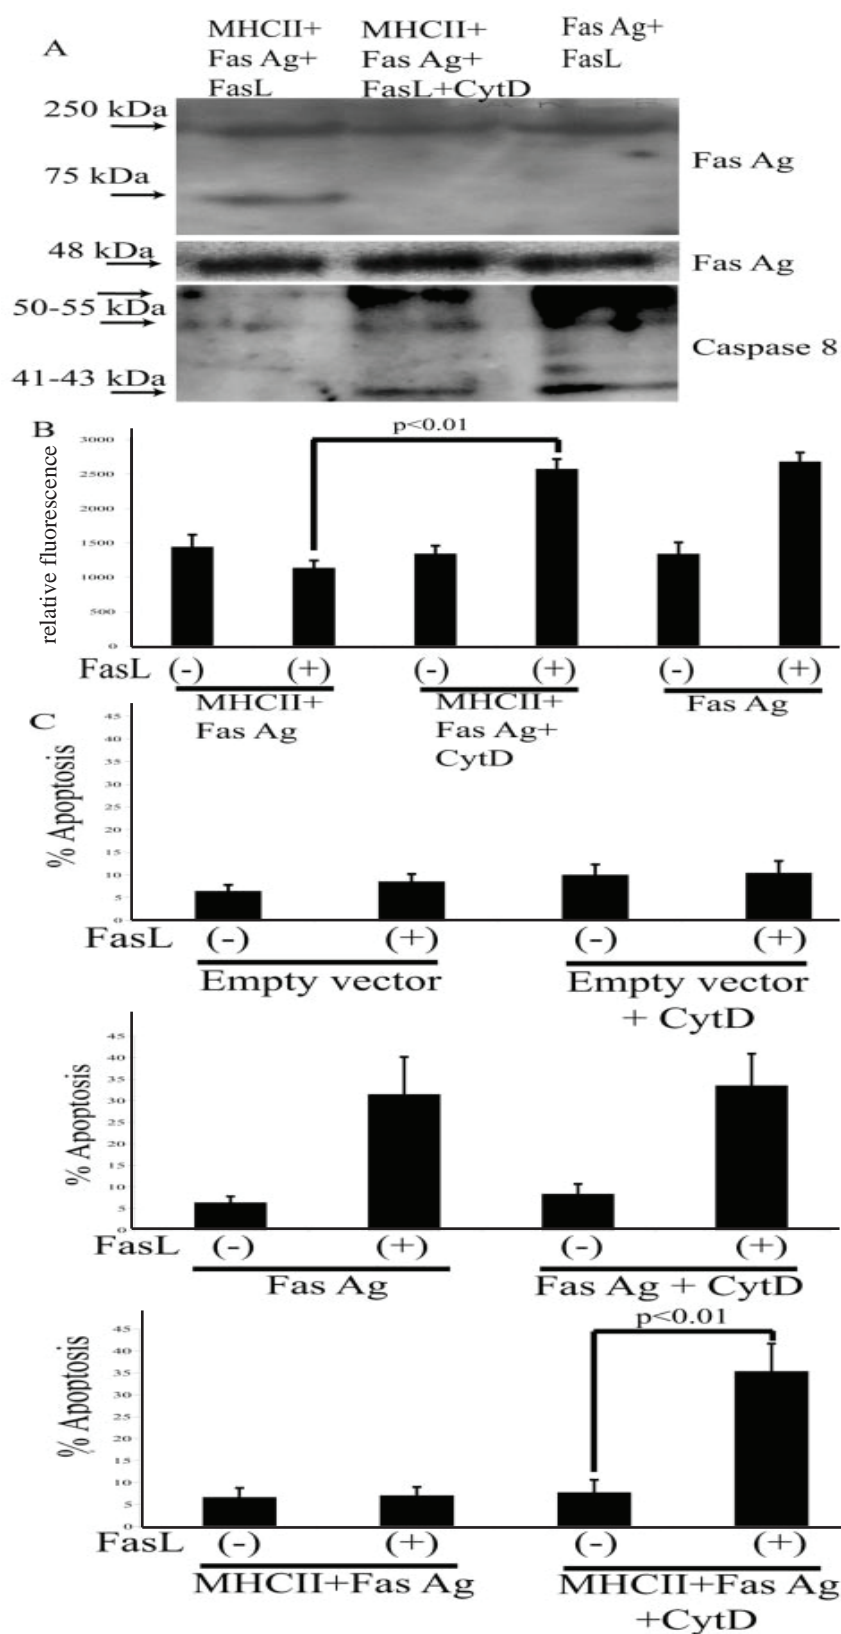 A
MHCII+
Fas Ag+
FasL
MHCII+
Fas Ag+
FasL+CytD
Fas Ag+
FasL
250 kDa
75 kDa
Fas Ag
48 kDa
Fas Ag
50-55 kDa
41-43 kDa
Caspase 8
B
p<0.01
relative fluorescence
3000
2500
2000
1500
1000
500
0
FasL (-) (+) (-) (+) (-) (+)
MHCII+
Fas Ag
MHCII+
Fas Ag+
CytD
Fas Ag
C
% Apoptosis
45
40
35
30
25
20
15
10
5
0
FasL (-) (+) (-) (+)
Empty vector
Empty vector
+ CytD
% Apoptosis
45
40
35
30
25
20
15
10
5
0
FasL (-) (+) (-) (+)
Fas Ag
Fas Ag + CytD
p<0.01
% Apoptosis
45
40
35
30
25
20
15
10
5
0
FasL (-) (+) (-) (+)
MHCII+Fas Ag
MHCII+Fas Ag
+CytD